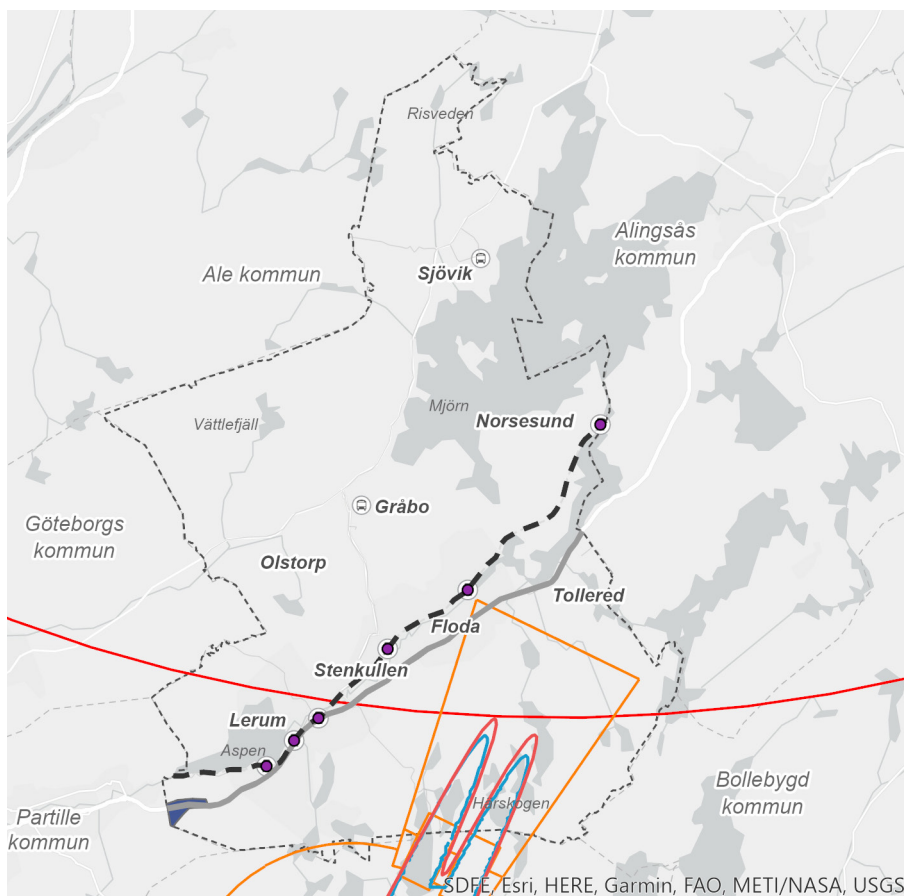 Risveden
Alingsås
kommun
Ale kommun
Sjövik
Mjörn
Norsesund
Vättlefjäll
Gråbo
Göteborgs
kommun
Olstorp
Tollered
Floda
Stenkullen
Lerum
Aspen
Bollebygd
kommun
Härskogen
Partille
kommun
SDFE, Esri, HERE, Garmin, FAO, METI/NASA, USGS